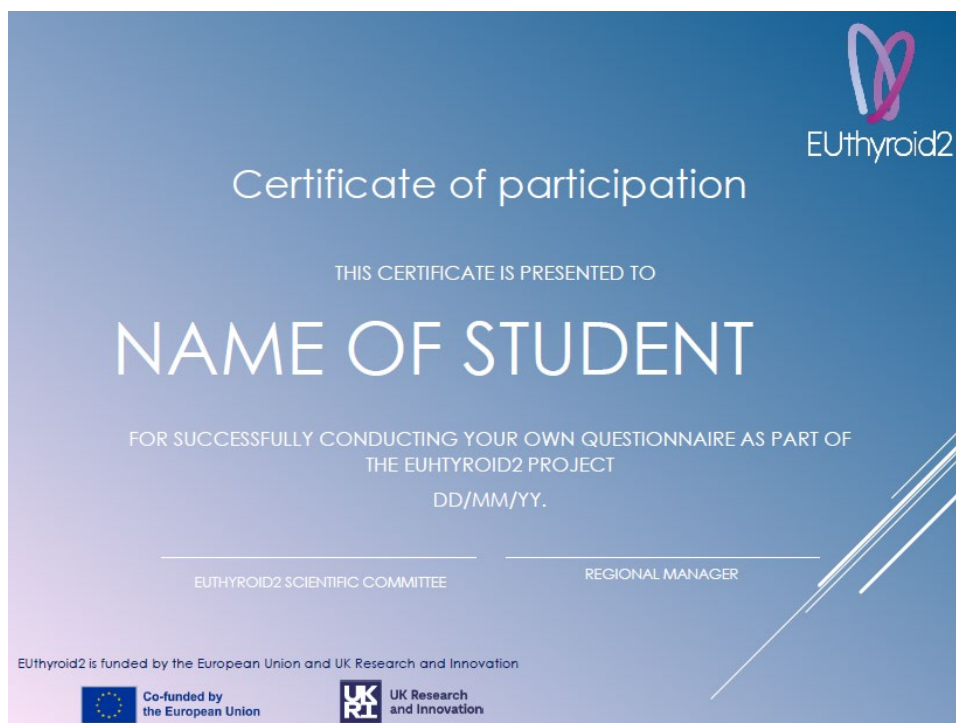 EUthyroid2
Certificate of participation
THIS CERTIFICATE IS PRESENTED TO
NAME OF STUDENT
FOR SUCCESSFULLY CONDUCTING YOUR OWN QUESTIONNAIRE AS PART OF
THE EUHTYROID2 PROJECT
DD/MM/YY.
EUTHYROID2 SCIENTIFIC COMMITTEE
REGIONAL MANAGER
EUthyroid2 is funded by the European Union and UK Research and Innovation
Co-funded by
the European Union
UK
RI
UK Research
and Innovation